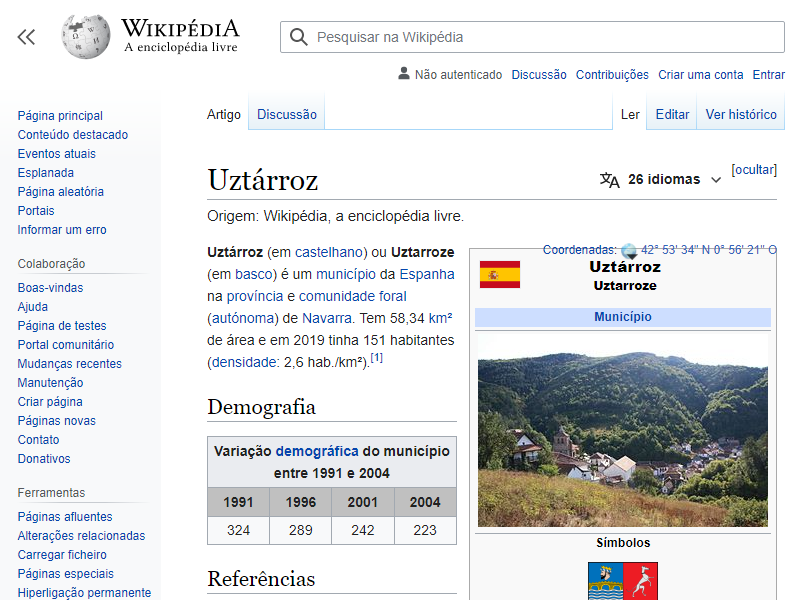 WIKIPÉDIA
A enciclopédia livre
Pesquisar na Wikipédia
Não autenticado Discussão Contribuições Criar uma conta Entrar
Artigo Discussão Ler Editar Ver histórico
Página principal
Conteúdo destacado
Eventos atuais
Esplanada
Página aleatória
Portais
Informar um erro
Colaboração
Boas-vindas
Ajuda
Página de testes
Portal comunitário
Mudanças recentes
Manutenção
Criar página
Páginas novas
Contato
Donativos
Ferramentas
Páginas afluentes
Alterações relacionadas
Carregar ficheiro
Páginas especiais
Hiperligação permanente
Uztárroz
26 idiomas
[ocultar]
Origem: Wikipédia, a enciclopédia livre.
Coordenadas: 42° 53' 34" N 0° 56' 21" O
Uztárroz (em castelhano) ou Uztarroze
(em basco) é um município da Espanha
na província e comunidade foral
(autónoma) de Navarra. Tem 58,34 km²
de área e em 2019 tinha 151 habitantes
(densidade: 2,6 hab./km²).[1]
Demografia
Variação demográfica do município
entre 1991 e 2004
1991 1996 2001 2004
324 289 242 223
Referências
Uztárroz
Uztarroze
Município
Símbolos